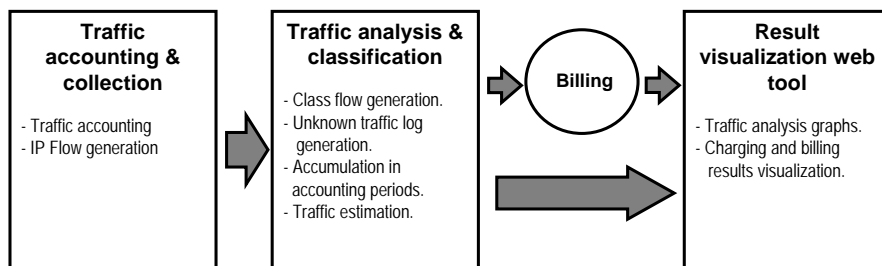 Traffic
accounting &
collection
- Traffic accounting
- IP Flow generation
Traffic analysis &
classification
- Class flow generation.
- Unknown traffic log
generation.
- Accumulation in
accounting periods.
- Traffic estimation.
Billing
Result
visualization web
tool
- Traffic analysis graphs.
- Charging and billing
results visualization.